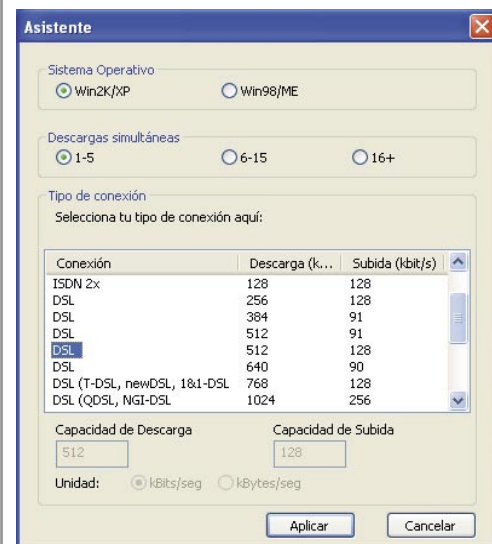 Asistente
Sistema Operativo
Win2K/XP Win98/ME
Descargas simultáneas
1-5 6-15 16+
Tipo de conexión
Selecciona tu tipo de conexión aquí:
Conexión Descarga (k... Subida (kbit/s)
ISDN 2x 128 128
DSL 256 128
DSL 384 91
DSL 512 91
DSL 512 128
DSL 640 90
DSL (T-DSL, newDSL, 1&1-DSL 768 128
DSL (QDSL, NGI-DSL 1024 256
Capacidad de Descarga Capacidad de Subida
512 128
Unidad: kBits/seg kBytes/seg
Aplicar Cancelar